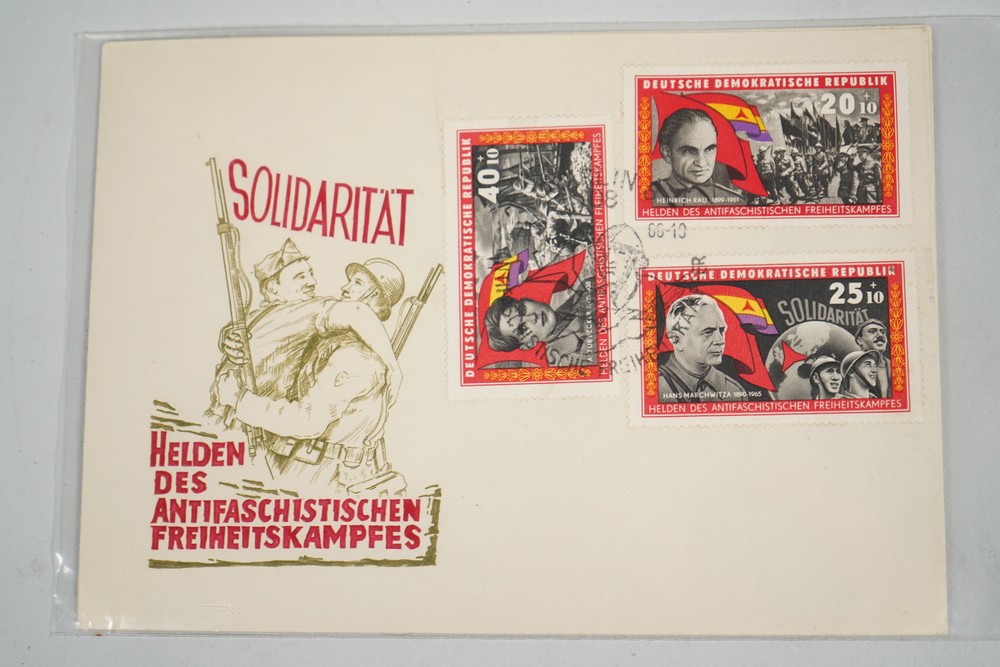 SOLIDARITÄT
HELDEN
DES
ANTIFASCHISTISCHEN
FREIHEITSKAMPFES
DEUTSCHE DEMOKRATISCHE REPUBLIK
40+10
HELDEN DES ANTIFASCHISTISCHEN FREIHEITSKAMPFES
DEUTSCHE DEMOKRATISCHE REPUBLIK
20+10
HEINRICH RAU 1899-1961
HELDEN DES ANTIFASCHISTISCHEN FREIHEITSKAMPFES
DEUTSCHE DEMOKRATISCHE REPUBLIK
25+10
SOLIDARITÄT
HANS MARCHWITZA 1890-1965
HELDEN DES ANTIFASCHISTISCHEN FREIHEITSKAMPFES